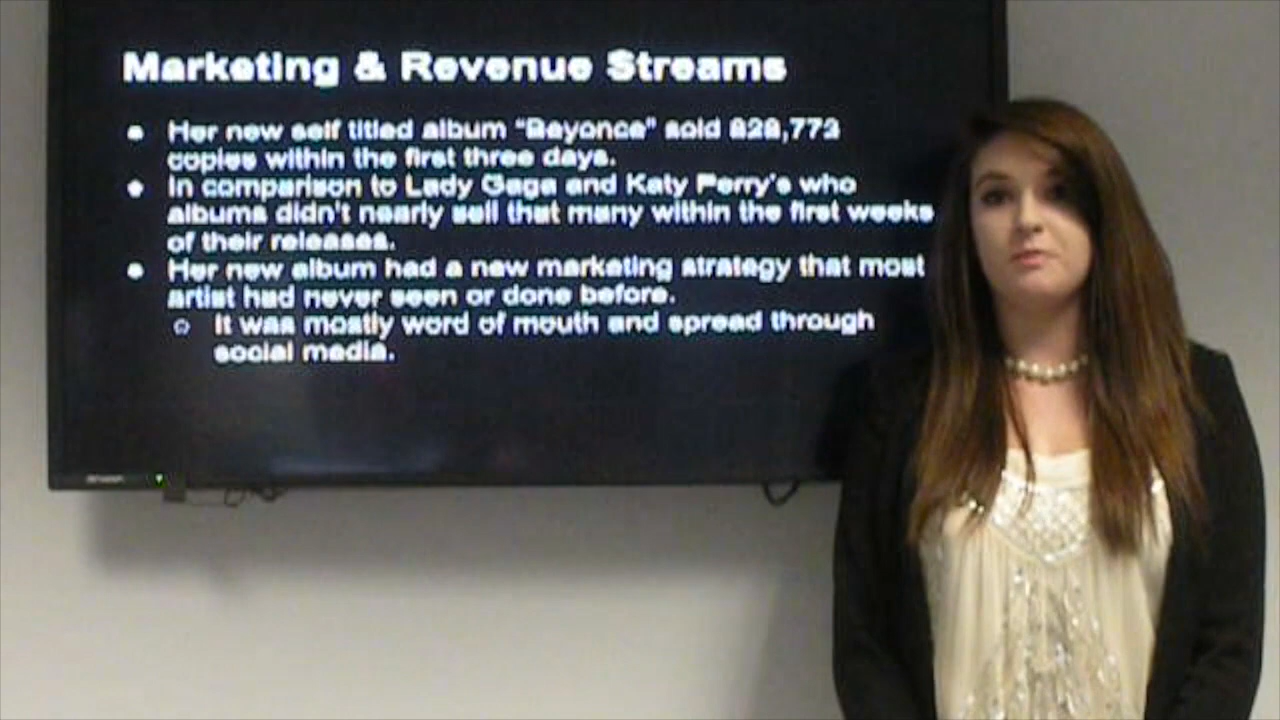 Marketing & Revenue Streams
● Her new self titled album "Beyonce" sold 828,773
copies within the first three days.
● In comparison to Lady Gaga and Katy Perry's who
albums didn't nearly sell that many within the first weeks
of their releases.
● Her new album had a new marketing strategy that most
artist had never seen or done before.
○ It was mostly word of mouth and spread through
social media.